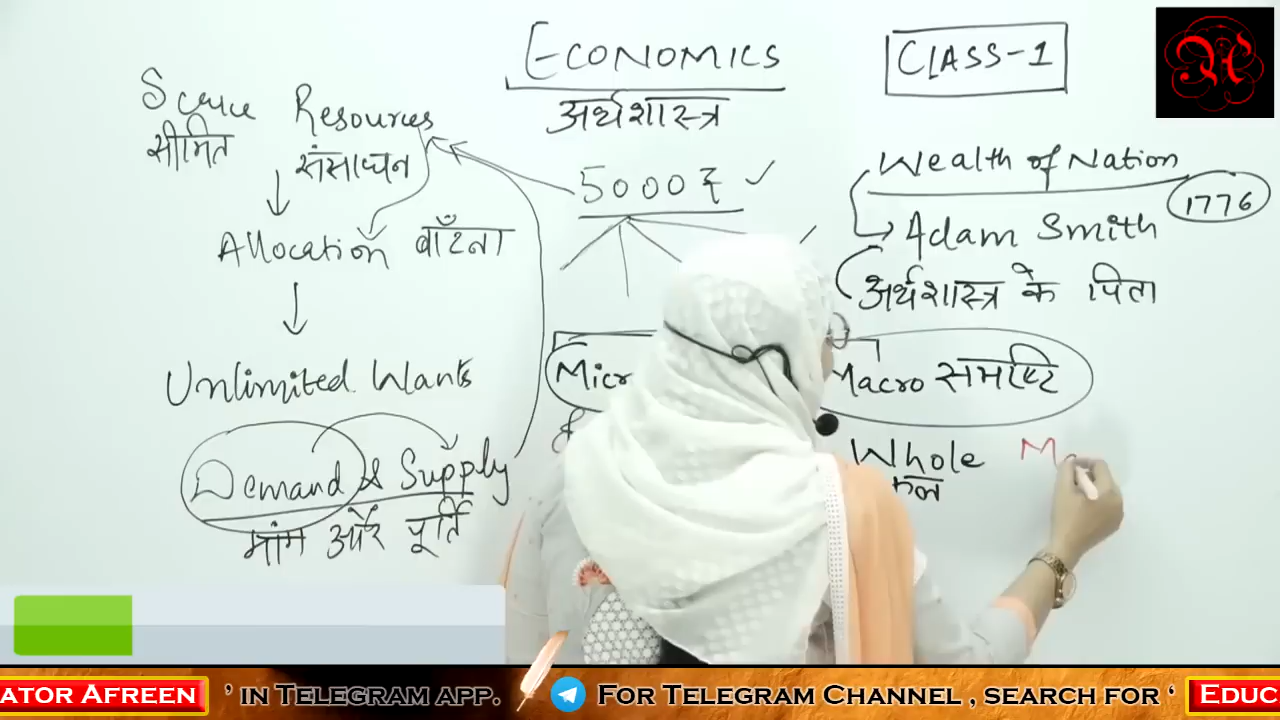 ECONOMICS
अर्थशास्त्र
CLASS-1
Scarce Resources
सीमित संसाधन
Allocation बाँटना
Unlimited Wants
Demand & Supply
मांग और पूर्ति
5000₹ ✓
Wealth of Nation
1776
Adam Smith
अर्थशास्त्र के पिता
Micr
Macro समष्टि
Whole
M
ATOR AFREEN ’ IN TELEGRAM APP. FOR TELEGRAM CHANNEL , SEARCH FOR ‘ EDUC